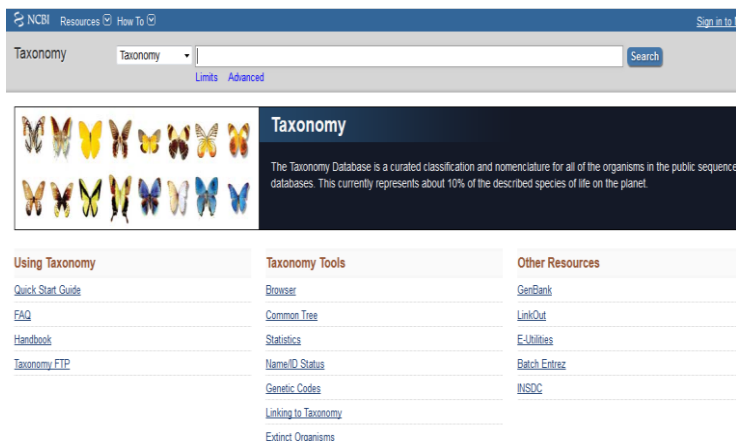 NCBI Resources How To Sign in to
Taxonomy Taxonomy Search
Limits Advanced
Taxonomy
The Taxonomy Database is a curated classification and nomenclature for all of the organisms in the public sequence
databases. This currently represents about 10% of the described species of life on the planet.
Using Taxonomy
Quick Start Guide
FAQ
Handbook
Taxonomy FTP
Taxonomy Tools
Browser
Common Tree
Statistics
Name/ID Status
Genetic Codes
Linking to Taxonomy
Extinct Organisms
Other Resources
GenBank
LinkOut
E-Utilities
Batch Entrez
INSDC